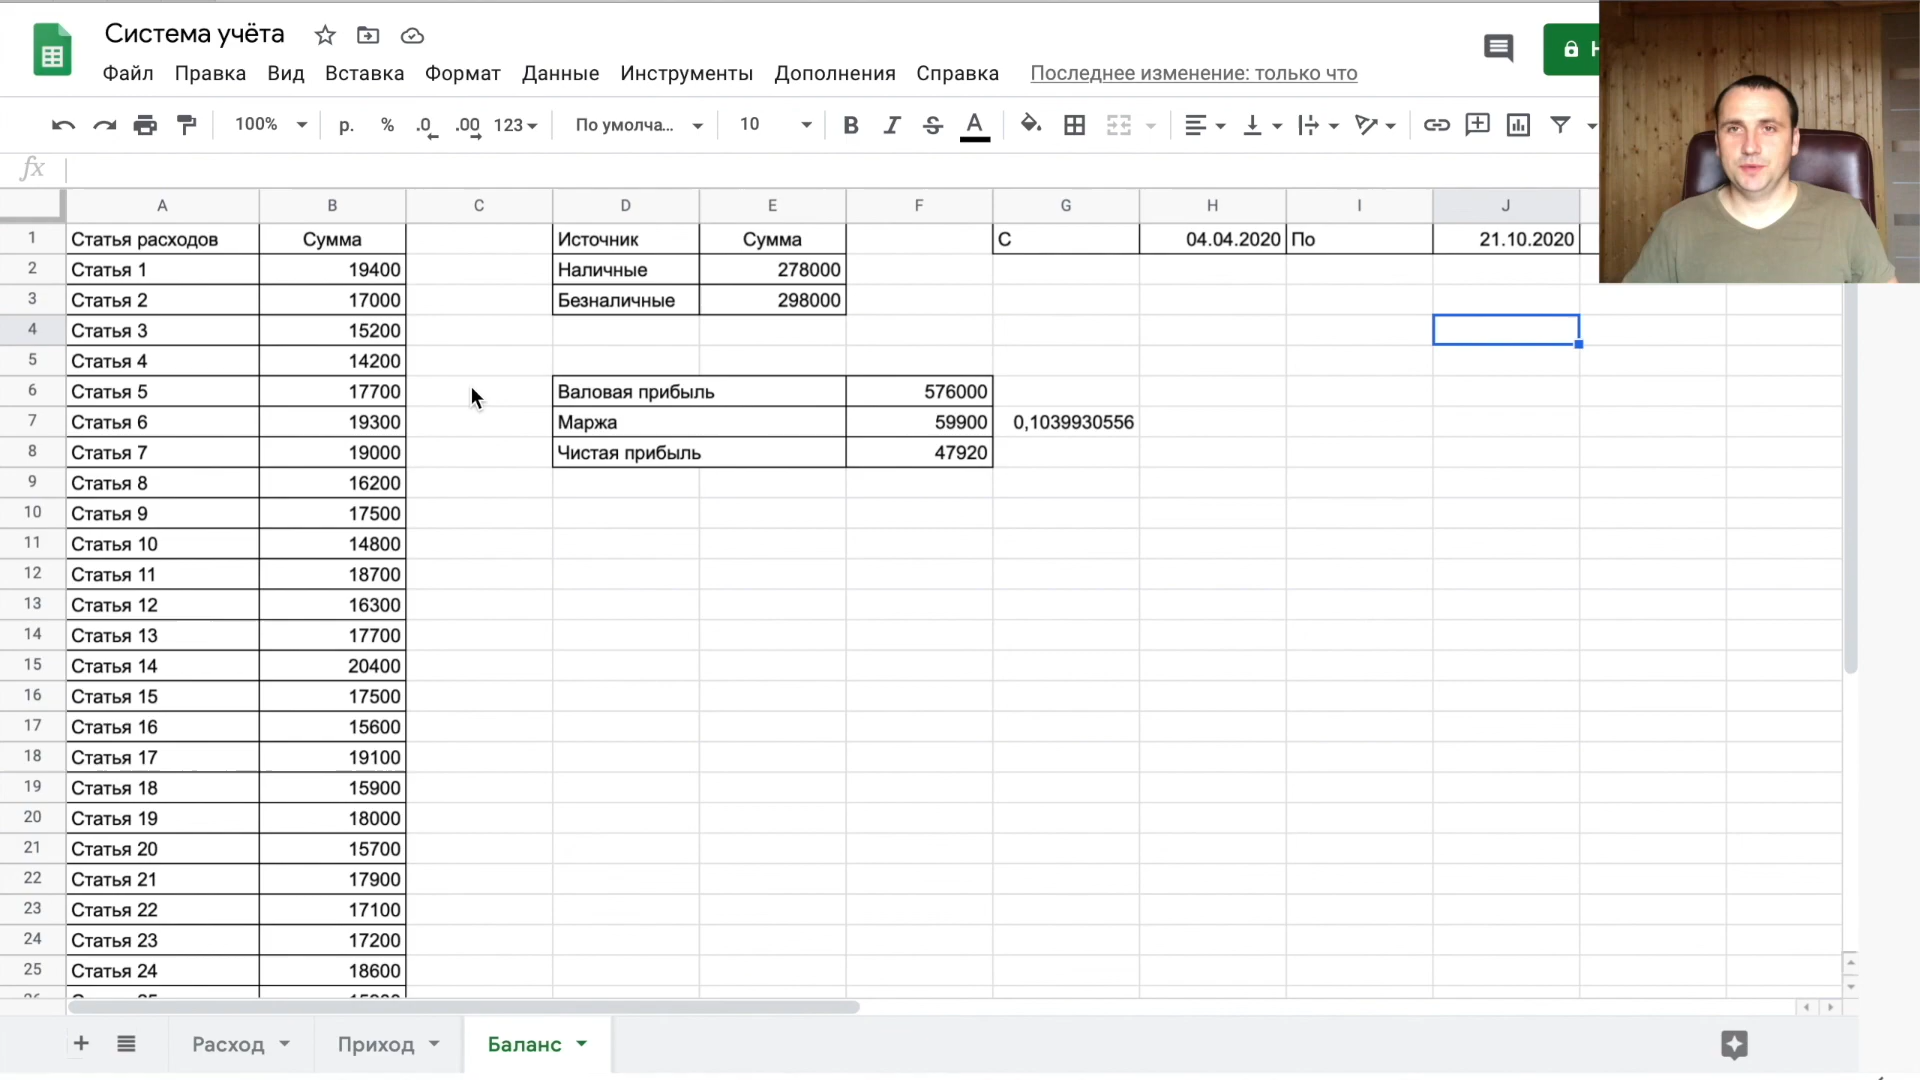 Система учёта
Файл Правка Вид Вставка Формат Данные Инструменты Дополнения Справка Последнее изменение: только что
100% р. % .0 .00 123 По умолча... 10 B I S A
fx
A B C D E F G H I J
1 Статья расходов Сумма Источник Сумма С 04.04.2020 По 21.10.2020
2 Статья 1 19400 Наличные 278000
3 Статья 2 17000 Безналичные 298000
4 Статья 3 15200
5 Статья 4 14200
6 Статья 5 17700 Валовая прибыль 576000
7 Статья 6 19300 Маржа 59900 0,1039930556
8 Статья 7 19000 Чистая прибыль 47920
9 Статья 8 16200
10 Статья 9 17500
11 Статья 10 14800
12 Статья 11 18700
13 Статья 12 16300
14 Статья 13 17700
15 Статья 14 20400
16 Статья 15 17500
17 Статья 16 15600
18 Статья 17 19100
19 Статья 18 15900
20 Статья 19 18000
21 Статья 20 15700
22 Статья 21 17900
23 Статья 22 17100
24 Статья 23 17200
25 Статья 24 18600
Расход Приход Баланс